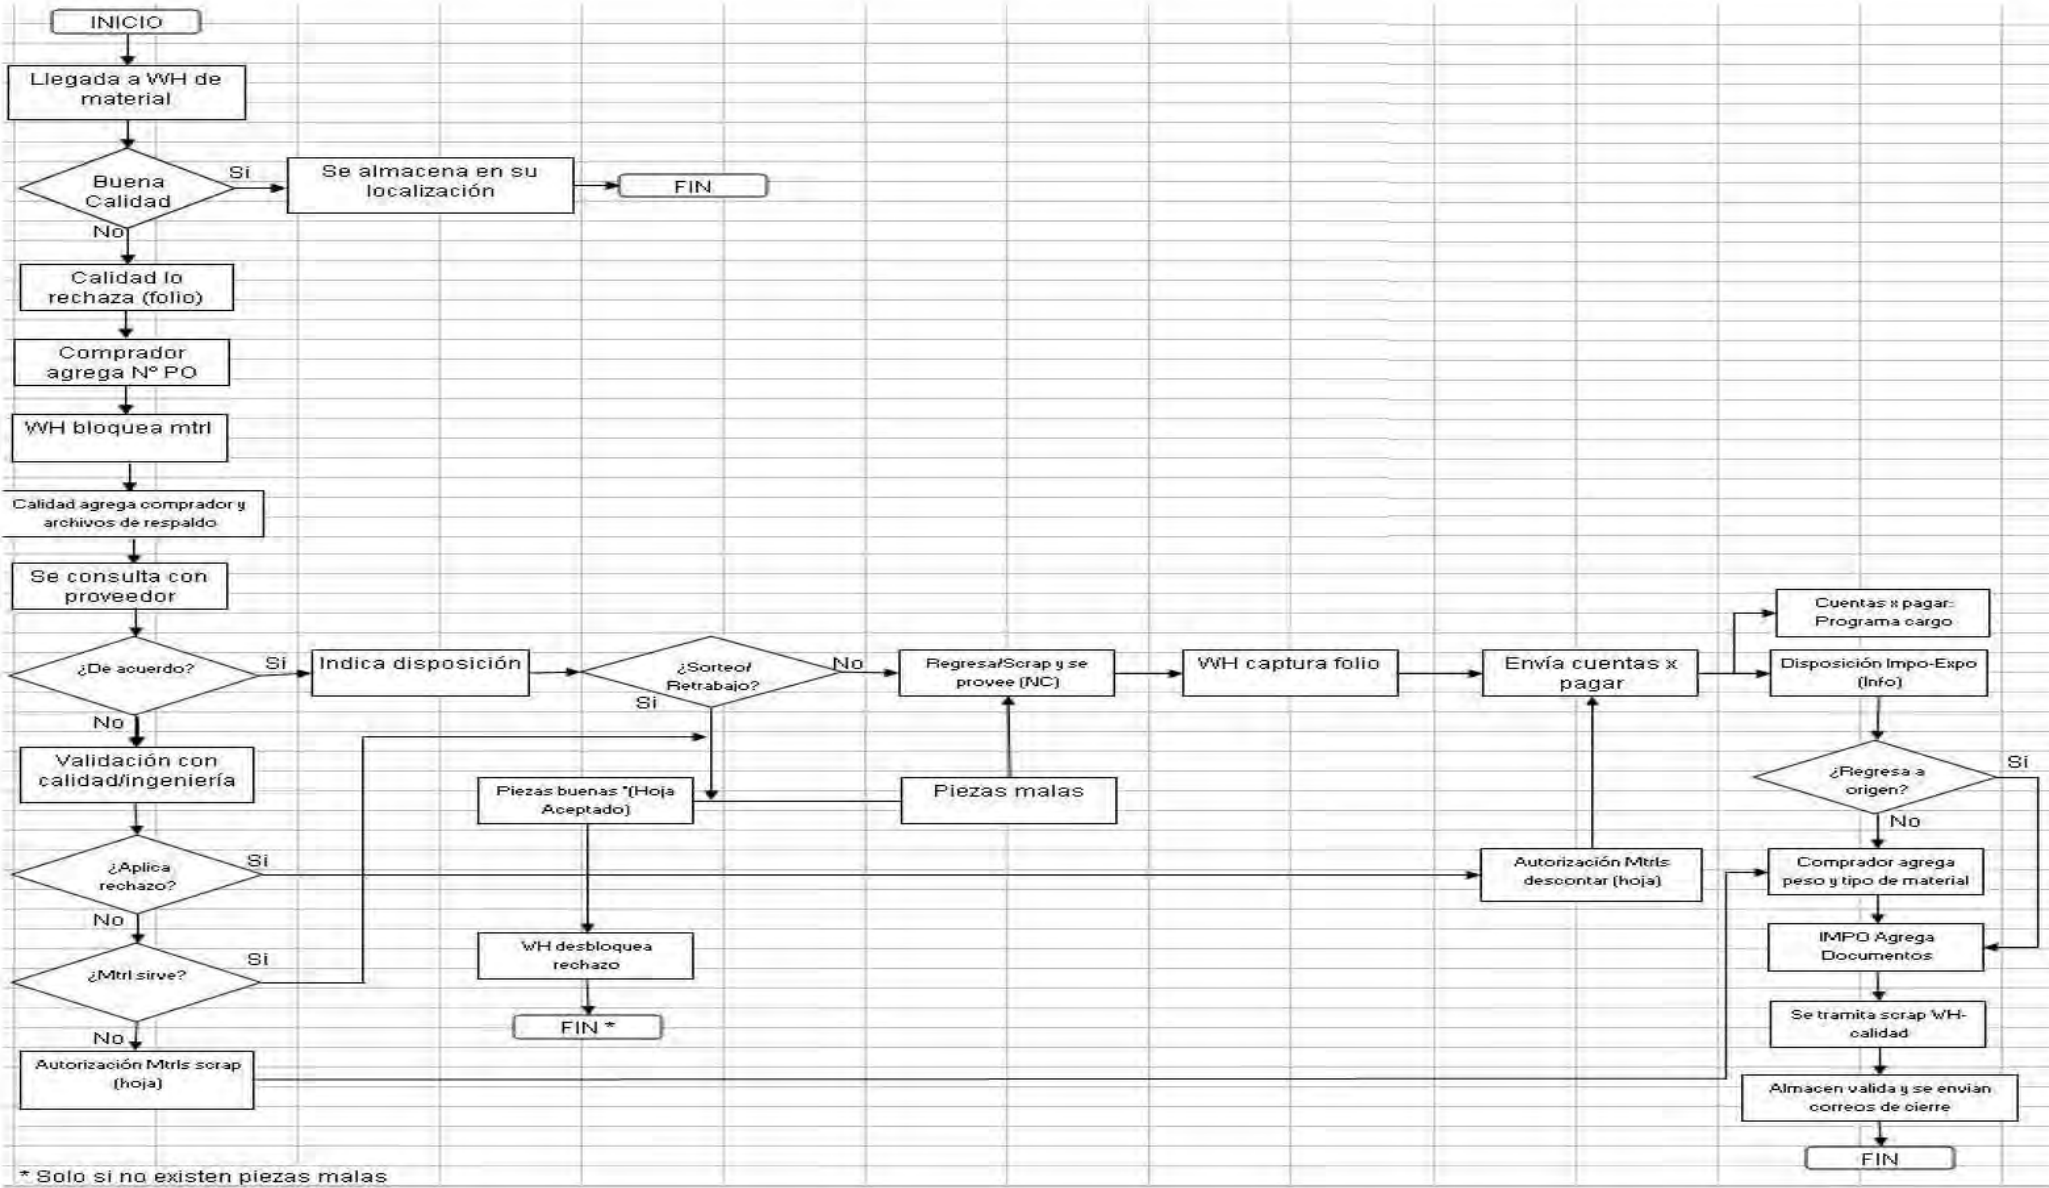 INICIO
Llegada a WH de
material
Buena
Calidad
Si
Se almacena en su
localización
FIN
No
Calidad lo
rechaza (folio)
Comprador
agrega Nº PO
WH bloquea mtrl
Calidad agrega comprador y
archivos de respaldo
Se consulta con
proveedor
¿De acuerdo?
Si
Indica disposición
¿Sorteo/
Retrabajo?
No
Si
Regresa/Scrap y se
provee (NC)
WH captura folio
Envía cuentas x
pagar
Cuentas x pagar:
Programa cargo
Disposición Impo-Expo
(Info)
No
Validación con
calidad/ingeniería
Piezas buenas *(Hoja
Aceptado)
Piezas malas
¿Regresa a
origen?
Si
No
¿Aplica
rechazo?
Si
Autorización Mtrls
descontar (hoja)
Comprador agrega
peso y tipo de material
No
¿Mtrl sirve?
Si
WH desbloquea
rechazo
IMPO Agrega
Documentos
FIN *
Se tramita scrap WH-
calidad
No
Autorización Mtrls scrap
(hoja)
Almacen valida y se envian
correos de cierre
FIN
* Solo si no existen piezas malas